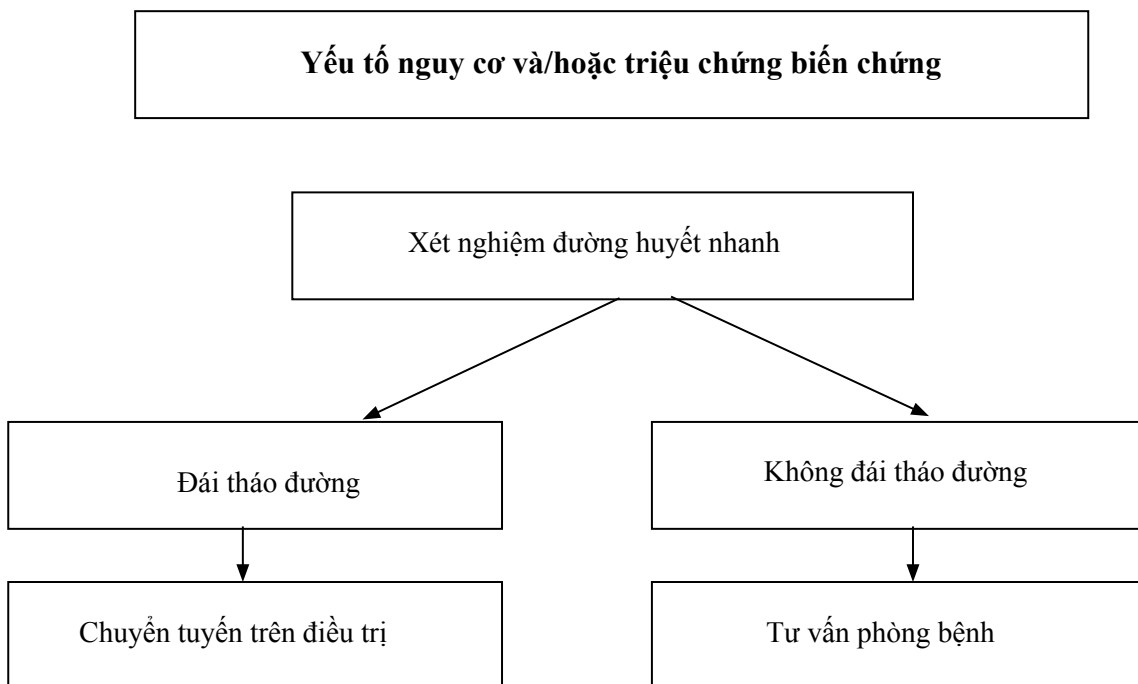 Yếu tố nguy cơ và/hoặc triệu chứng biến chứng
Xét nghiệm đường huyết nhanh
Đái tháo đường
Không đái tháo đường
Chuyển tuyến trên điều trị
Tư vấn phòng bệnh